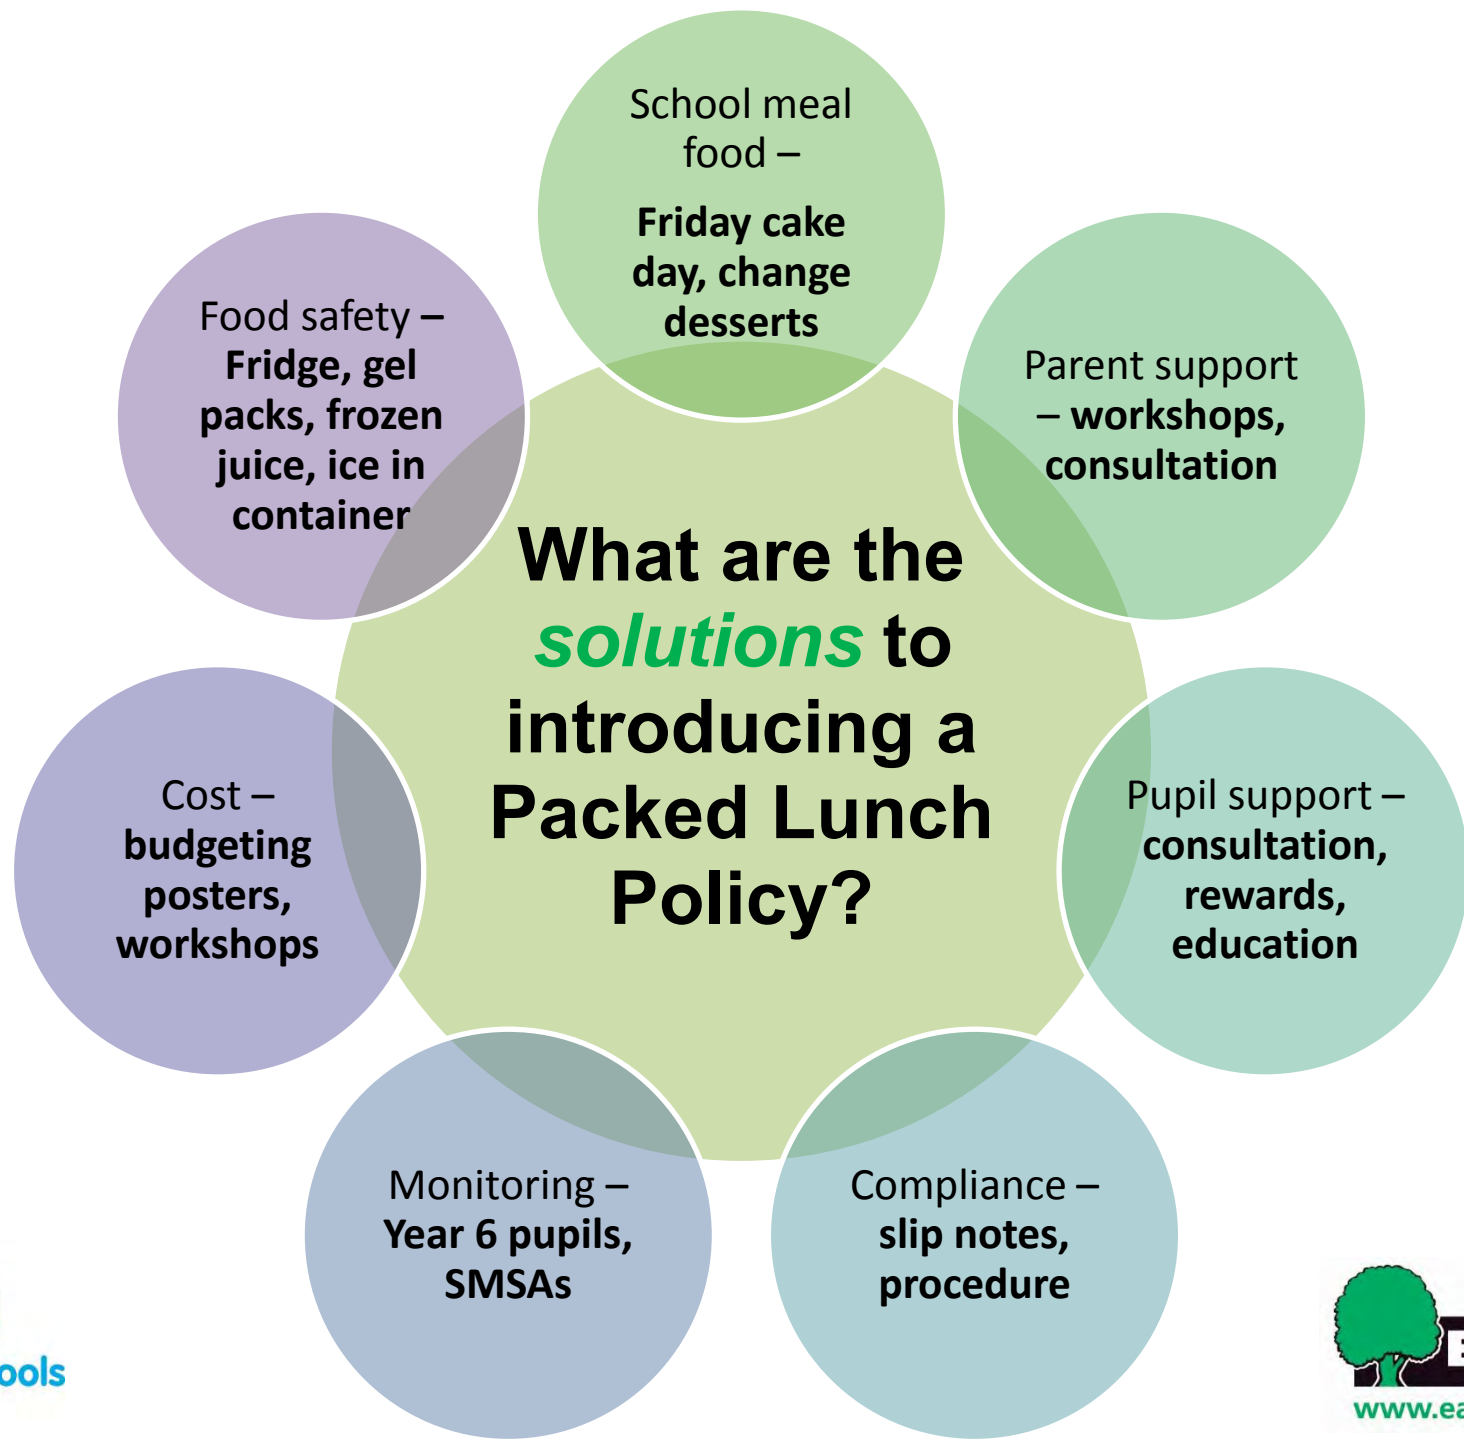 What are the
solutions to
introducing a
Packed Lunch
Policy?
School meal
food –
Friday cake
day, change
desserts
Parent support
– workshops,
consultation
Pupil support –
consultation,
rewards,
education
Compliance –
slip notes,
procedure
Monitoring –
Year 6 pupils,
SMSAs
Cost –
budgeting
posters,
workshops
Food safety –
Fridge, gel
packs, frozen
juice, ice in
container
ools
www.ea